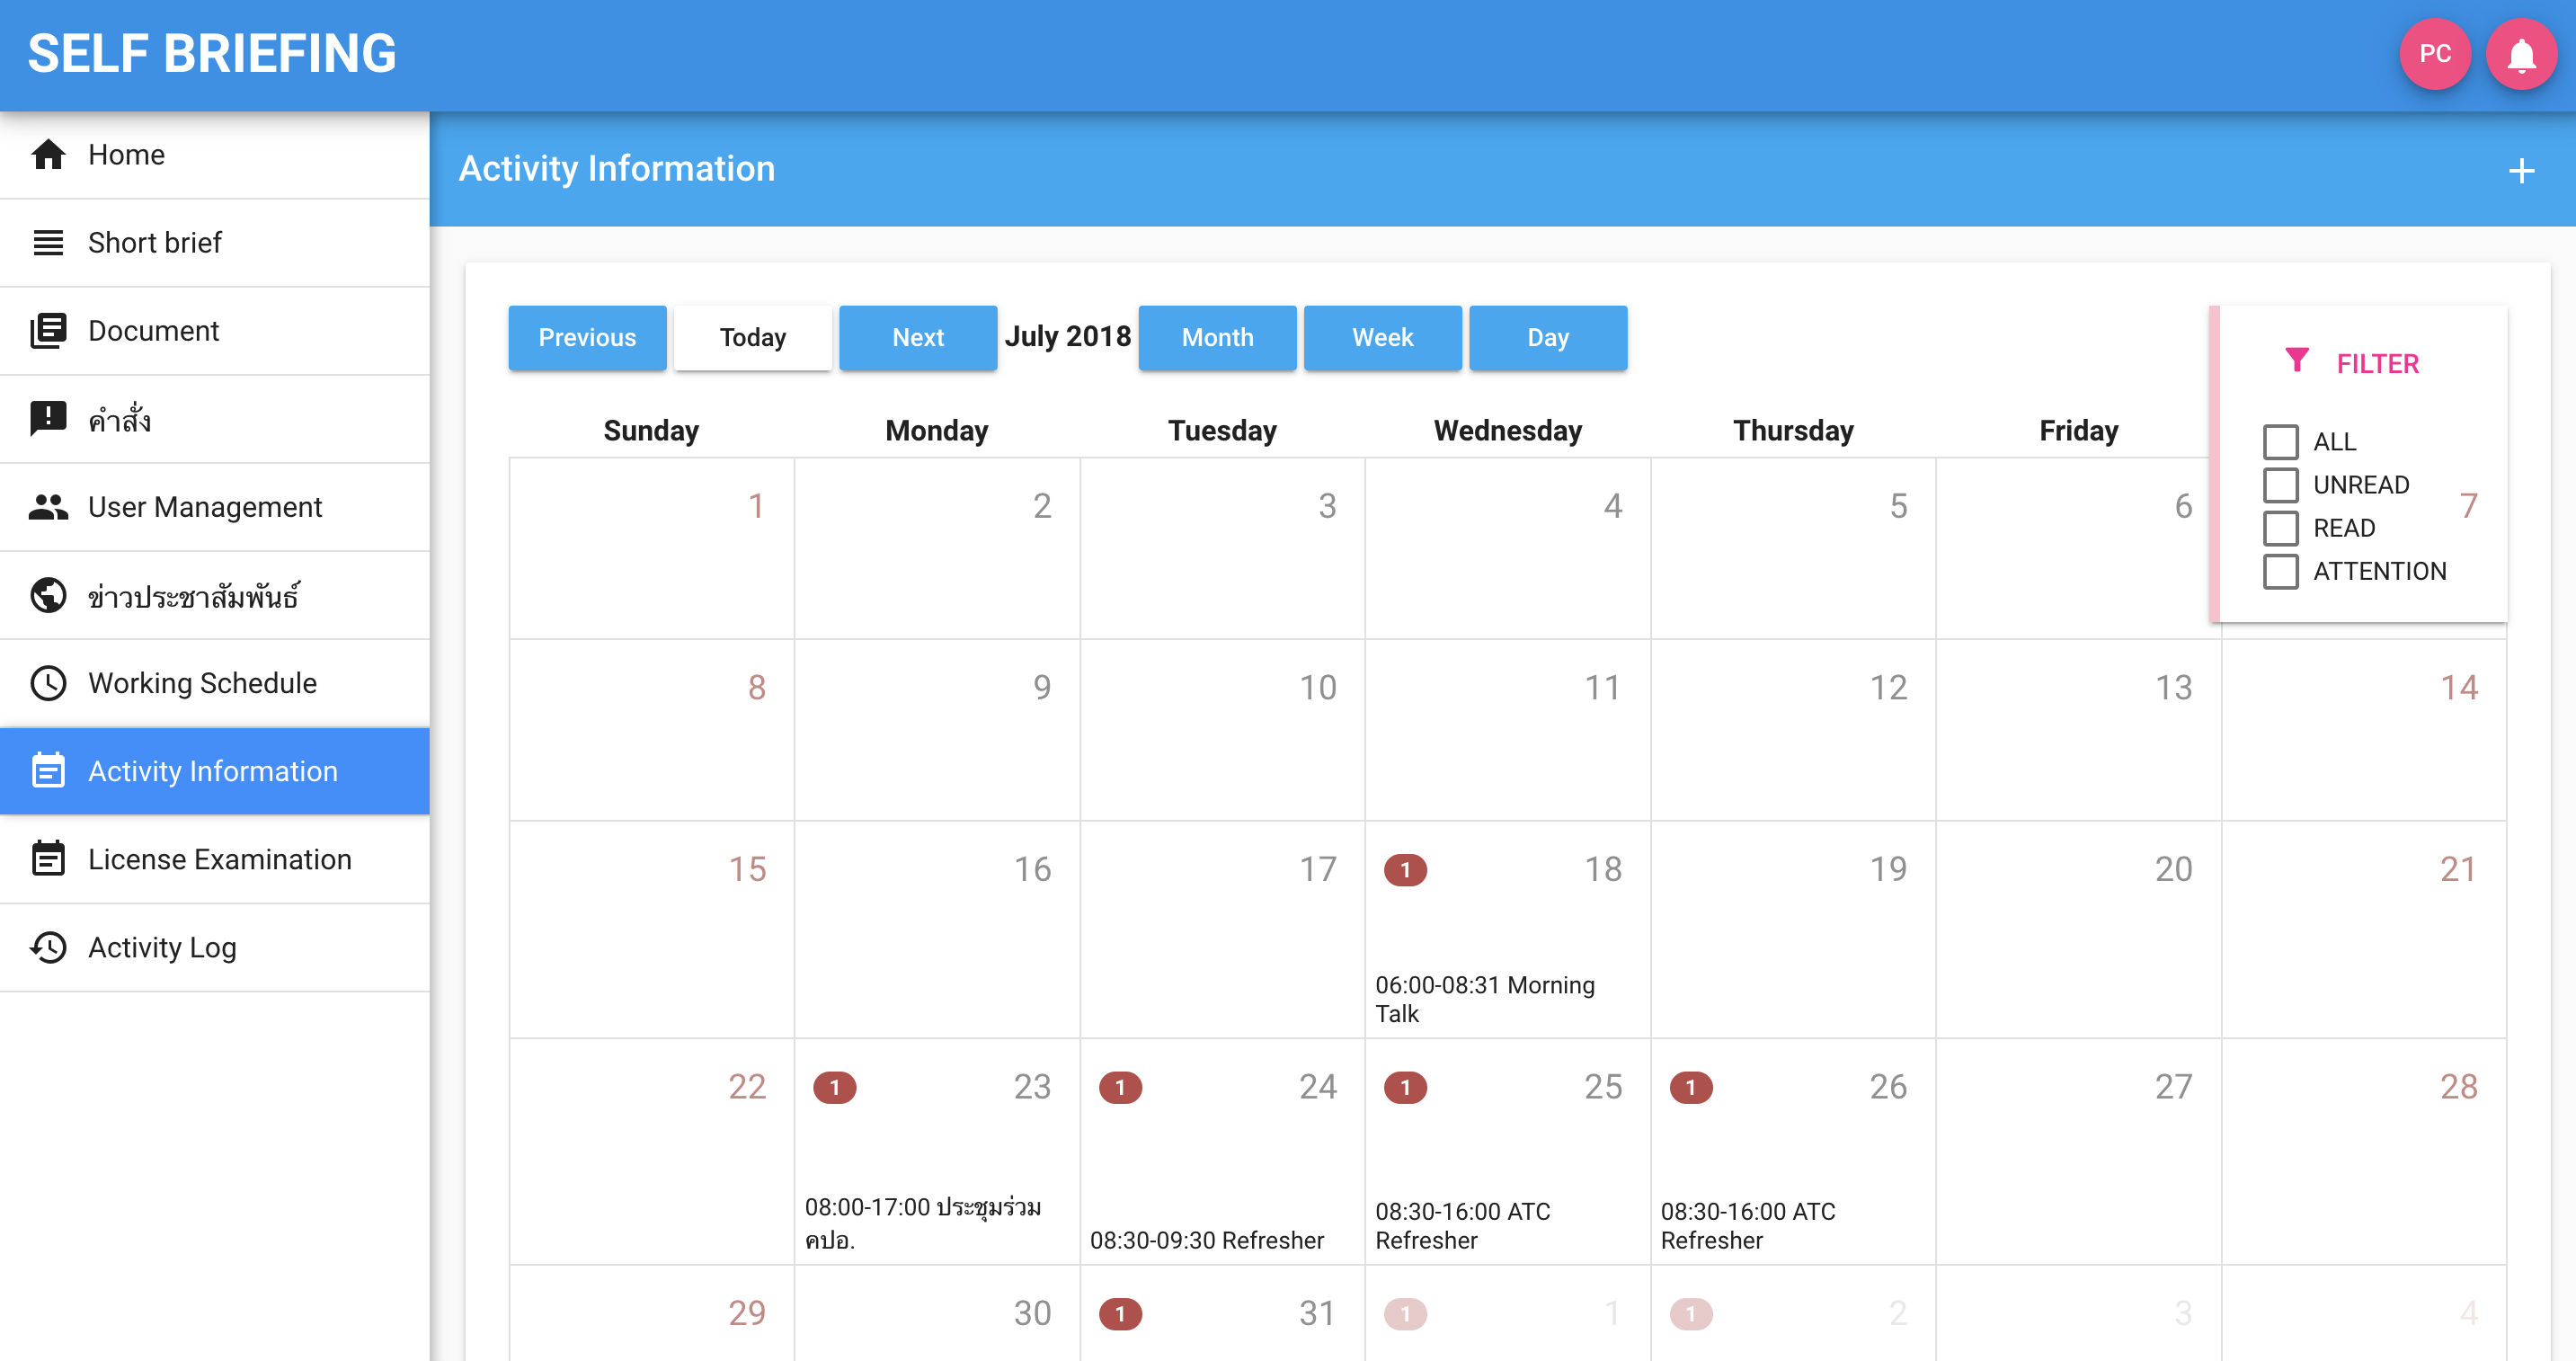 SELF BRIEFING
PC
Home
Short brief
Document
คำสั่ง
User Management
ข่าวประชาสัมพันธ์
Working Schedule
Activity Information
License Examination
Activity Log
Activity Information
Previous Today Next July 2018 Month Week Day
FILTER
ALL
UNREAD
READ
ATTENTION
Sunday Monday Tuesday Wednesday Thursday Friday
1 2 3 4 5 6 7
8 9 10 11 12 13 14
15 16 17 1 18 19 20 21
06:00-08:31 Morning
Talk
22 1 23 1 24 1 25 1 26 27 28
08:00-17:00 ประชุมร่วม
คปอ.
08:30-09:30 Refresher
08:30-16:00 ATC
Refresher
08:30-16:00 ATC
Refresher
29 30 1 31 1 1 1 2 3 4